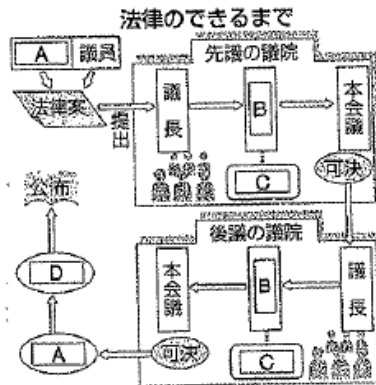 法律のできるまで
A 議員
法律案
提出
先議の議院
議長
B
本会議
C
可決
後議の議院
議長
B
本会議
C
可決
A
D
公布